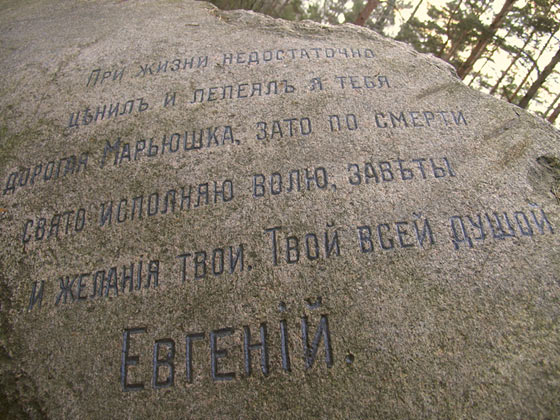 При жизни недостаточно
цѣнилъ и лелеялъ я тебя
дорогая Марьюшка, зато по смерти
свято исполняю волю, завѣты
и желанія твои. Твой всей душой
Евгеній.